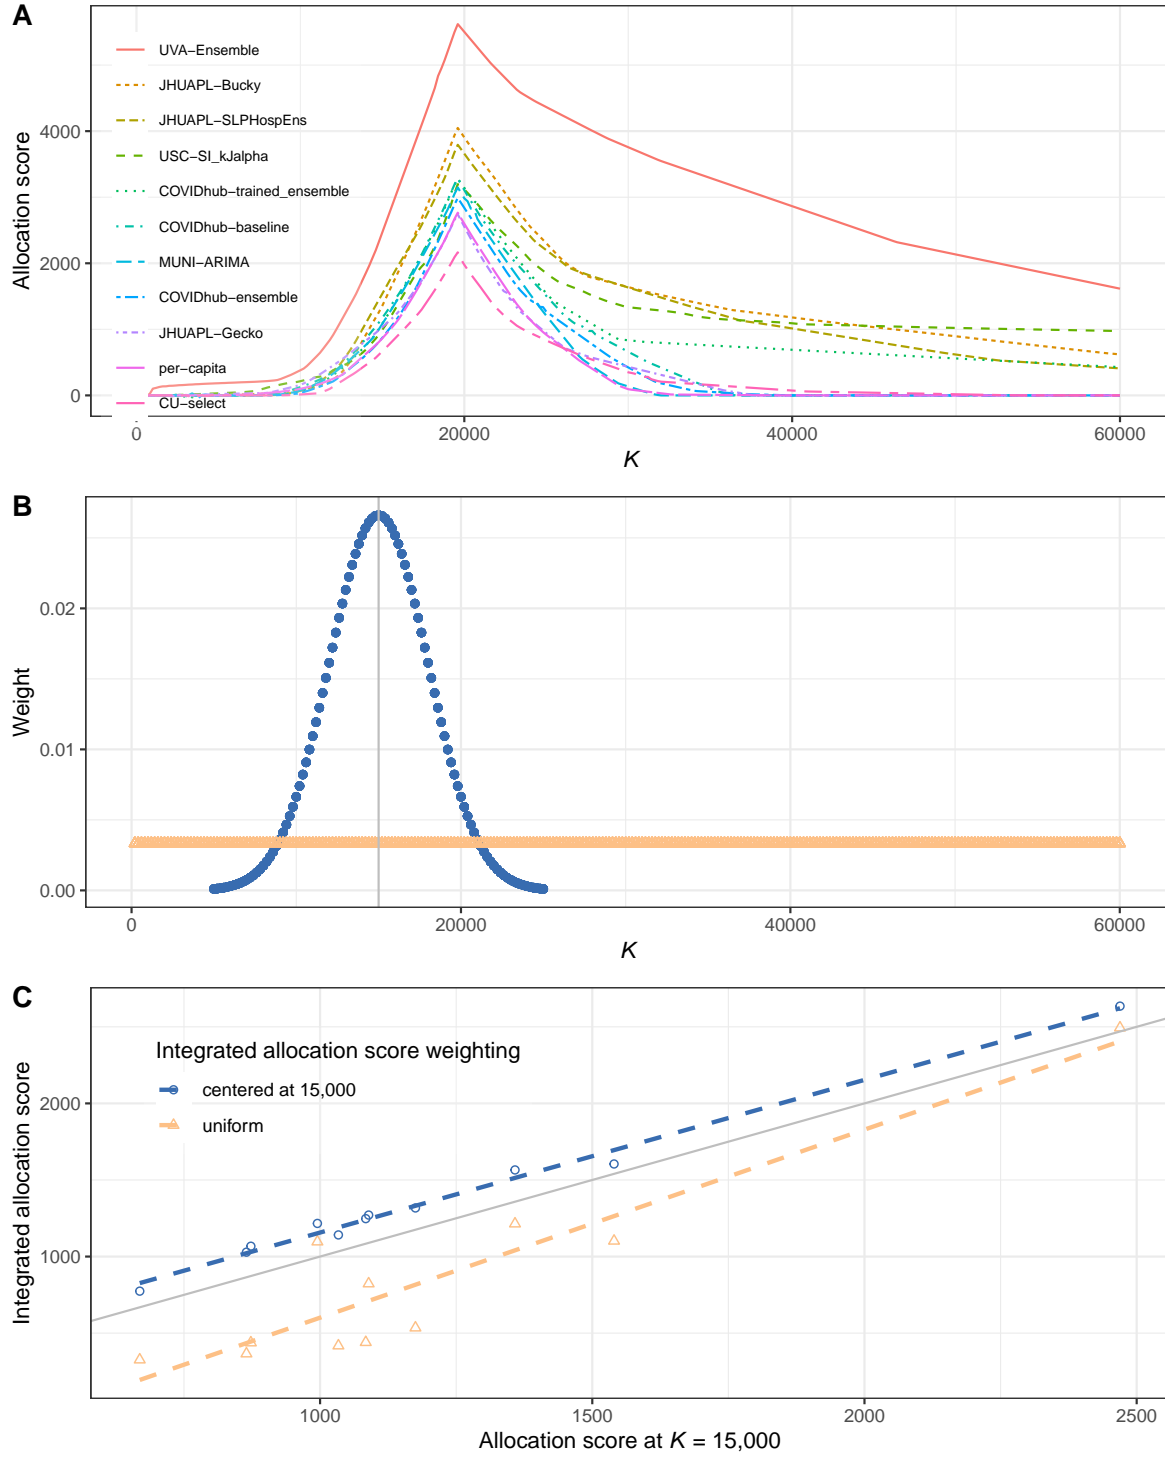 A
Allocation score
4000
2000
0
UVA−Ensemble
JHUAPL−Bucky
JHUAPL−SLPHospEns
USC−SI_kJalpha
COVIDhub−trained_ensemble
COVIDhub−baseline
MUNI−ARIMA
COVIDhub−ensemble
JHUAPL−Gecko
per−capita
CU−select
0 20000 40000 60000
K
B
Weight
0.02
0.01
0.00
0 20000 40000 60000
K
C
Integrated allocation score
2000
1000
Integrated allocation score weighting
centered at 15,000
uniform
1000 1500 2000 2500
Allocation score at K = 15,000